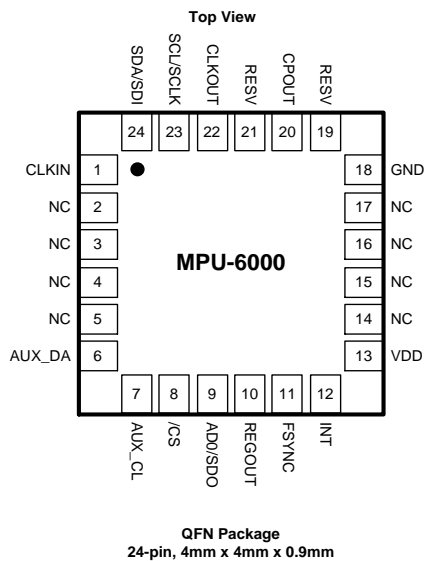 Top View
SDA/SDI
SCL/SCLK
CLKOUT
RESV
CPOUT
RESV
24 23 22 21 20 19
CLKIN 1 18 GND
NC 2 17 NC
NC 3 16 NC
MPU-6000
NC 4 15 NC
NC 5 14 NC
AUX_DA 6 13 VDD
7 8 9 10 11 12
AUX_CL
/CS
AD0/SDO
REGOUT
FSYNC
INT
QFN Package
24-pin, 4mm x 4mm x 0.9mm